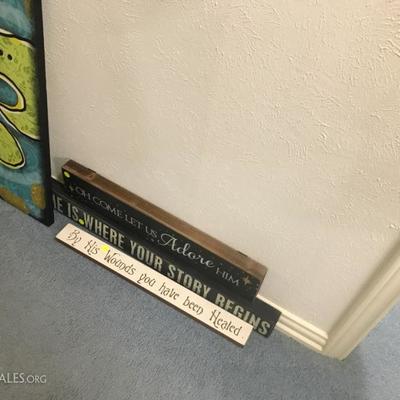 OH COME LET US Adore HIM
E IS WHERE YOUR STORY BEGINS
By His Wounds you have been Healed
ALES.ORG